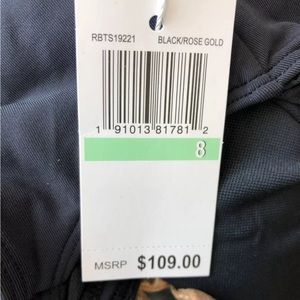 RBTS19221 BLACK/ROSE GOLD
1 91013 81781 2
8
MSRP $109.00